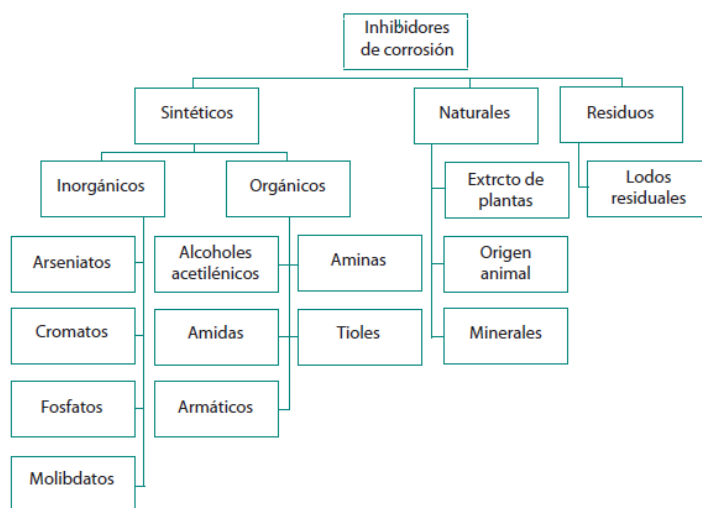 Inhibidores
de corrosión
Sintéticos
Naturales
Residuos
Inorgánicos
Orgánicos
Extrcto de
plantas
Lodos
residuales
Arseniatos
Alcoholes
acetilénicos
Aminas
Origen
animal
Cromatos
Amidas
Tioles
Minerales
Fosfatos
Armáticos
Molibdatos